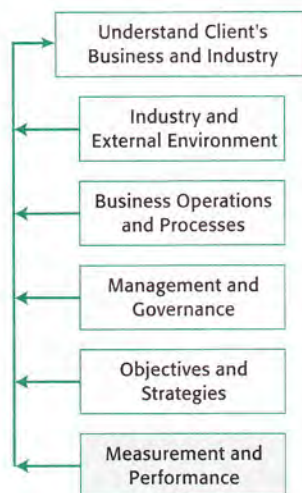 Understand Client's
Business and Industry
Industry and
External Environment
Business Operations
and Processes
Management and
Governance
Objectives and
Strategies
Measurement and
Performance